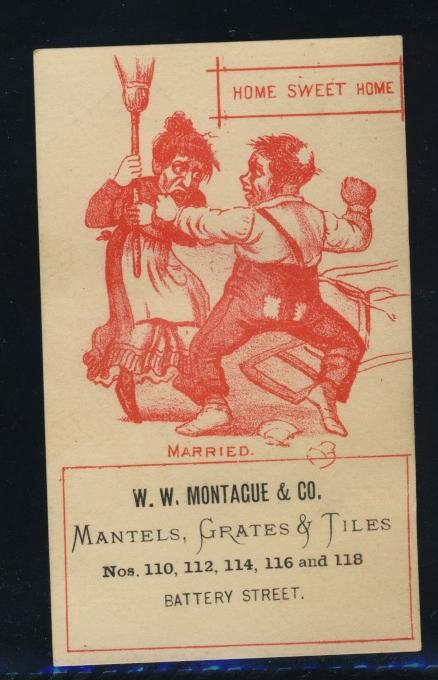 HOME SWEET HOME
MARRIED.
W. W. MONTAGUE & CO.
MANTELS, GRATES & TILES
Nos. 110, 112, 114, 116 and 118
BATTERY STREET.